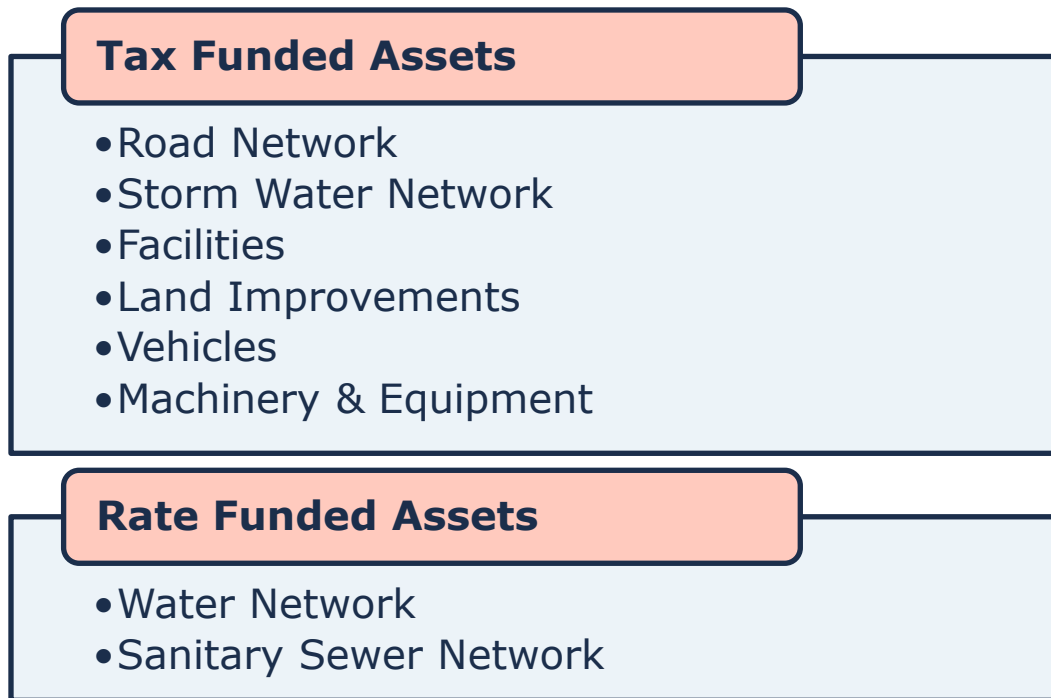 Tax Funded Assets
•Road Network
•Storm Water Network
•Facilities
•Land Improvements
•Vehicles
•Machinery & Equipment
Rate Funded Assets
•Water Network
•Sanitary Sewer Network